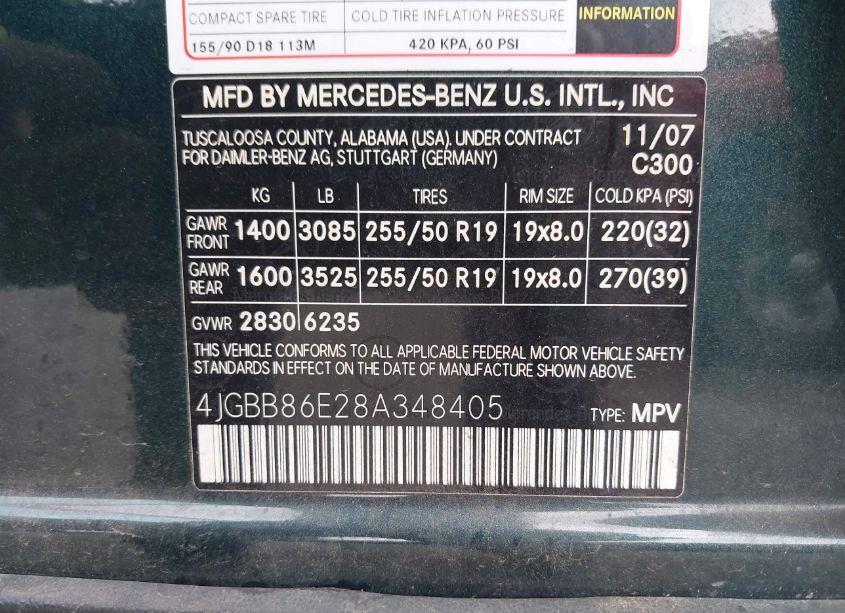 COMPACT SPARE TIRE COLD TIRE INFLATION PRESSURE INFORMATION
155/90 D18 113M 420 KPA, 60 PSI
MFD BY MERCEDES-BENZ U.S. INTL., INC
TUSCALOOSA COUNTY, ALABAMA (USA). UNDER CONTRACT 11/07
FOR DAIMLER-BENZ AG, STUTTGART (GERMANY) C300
KG LB TIRES RIM SIZE COLD KPA (PSI)
GAWR FRONT 1400 3085 255/50 R19 19x8.0 220(32)
GAWR REAR 1600 3525 255/50 R19 19x8.0 270(39)
GVWR 2830 6235
THIS VEHICLE CONFORMS TO ALL APPLICABLE FEDERAL MOTOR VEHICLE SAFETY
STANDARDS IN EFFECT ON THE DATE OF MANUFACTURE SHOWN ABOVE.
4JGBB86E28A348405 TYPE: MPV